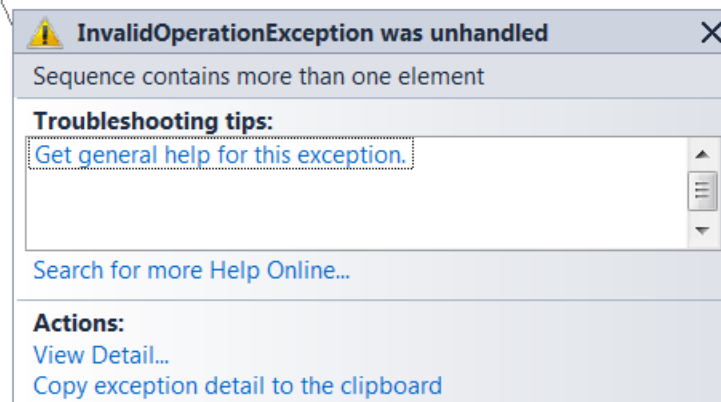 InvalidOperationException was unhandled
Sequence contains more than one element
Troubleshooting tips:
Get general help for this exception.
Search for more Help Online...
Actions:
View Detail...
Copy exception detail to the clipboard